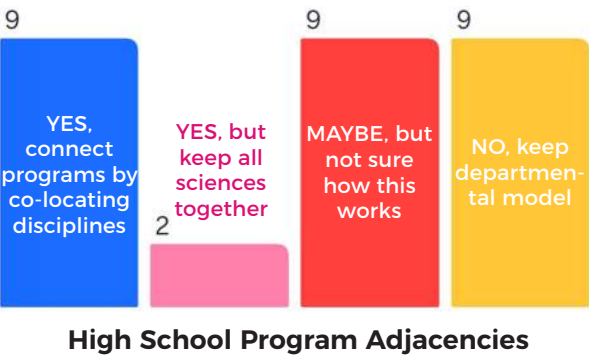 9
YES,
connect
programs by
co-locating
disciplines
2
YES, but
keep all
sciences
together
9
MAYBE, but
not sure
how this
works
9
NO, keep
departmen-
tal model
High School Program Adjacencies